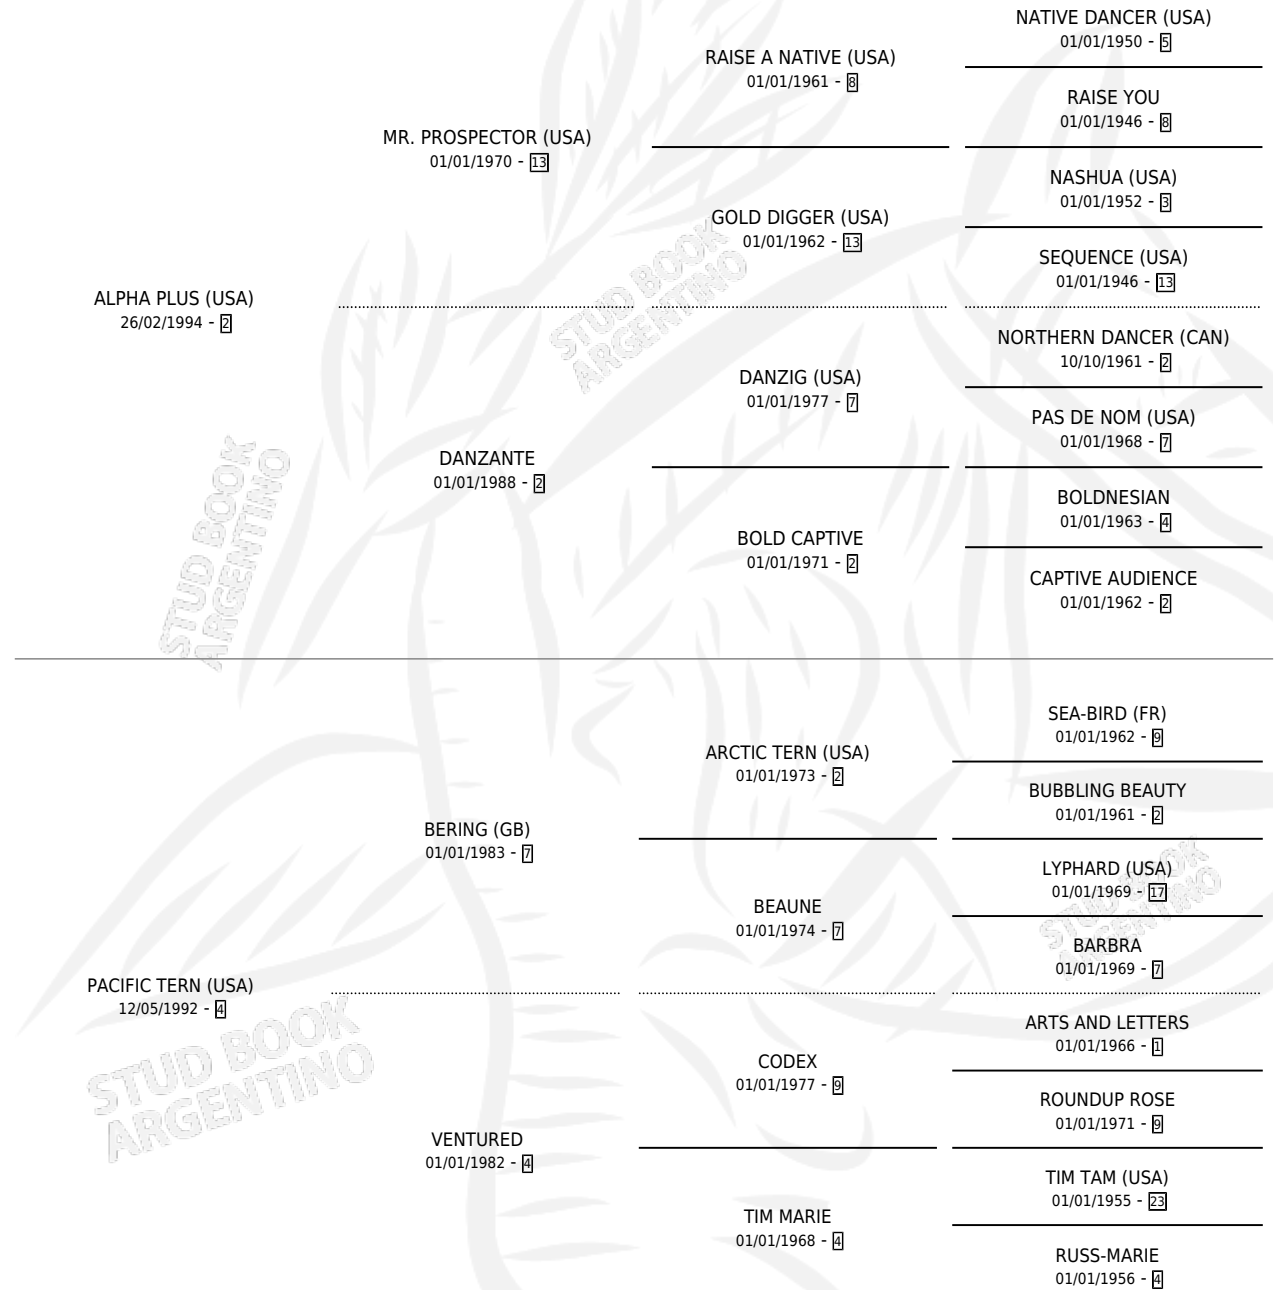 NATIVE DANCER (USA)
01/01/1950 - 5
RAISE A NATIVE (USA)
01/01/1961 - 8
RAISE YOU
01/01/1946 - 8
MR. PROSPECTOR (USA)
01/01/1970 - 13
NASHUA (USA)
01/01/1952 - 3
GOLD DIGGER (USA)
01/01/1962 - 13
SEQUENCE (USA)
01/01/1946 - 13
ALPHA PLUS (USA)
26/02/1994 - 2
NORTHERN DANCER (CAN)
10/10/1961 - 2
DANZIG (USA)
01/01/1977 - 7
PAS DE NOM (USA)
01/01/1968 - 7
DANZANTE
01/01/1988 - 2
BOLDNESIAN
01/01/1963 - 4
BOLD CAPTIVE
01/01/1971 - 2
CAPTIVE AUDIENCE
01/01/1962 - 2
STUD BOOK
ARGENTINO
STUD BOOK
ARGENTINO
SEA-BIRD (FR)
01/01/1962 - 9
ARCTIC TERN (USA)
01/01/1973 - 2
BUBBLING BEAUTY
01/01/1961 - 2
BERING (GB)
01/01/1983 - 7
LYPHARD (USA)
01/01/1969 - 17
BEAUNE
01/01/1974 - 7
BARBRA
01/01/1969 - 7
PACIFIC TERN (USA)
12/05/1992 - 4
ARTS AND LETTERS
01/01/1966 - 1
CODEX
01/01/1977 - 9
ROUNDUP ROSE
01/01/1971 - 9
VENTURED
01/01/1982 - 4
TIM TAM (USA)
01/01/1955 - 23
TIM MARIE
01/01/1968 - 4
RUSS-MARIE
01/01/1956 - 4
STUD BOOK
ARGENTINO
STUD BOOK
ARGENTINO